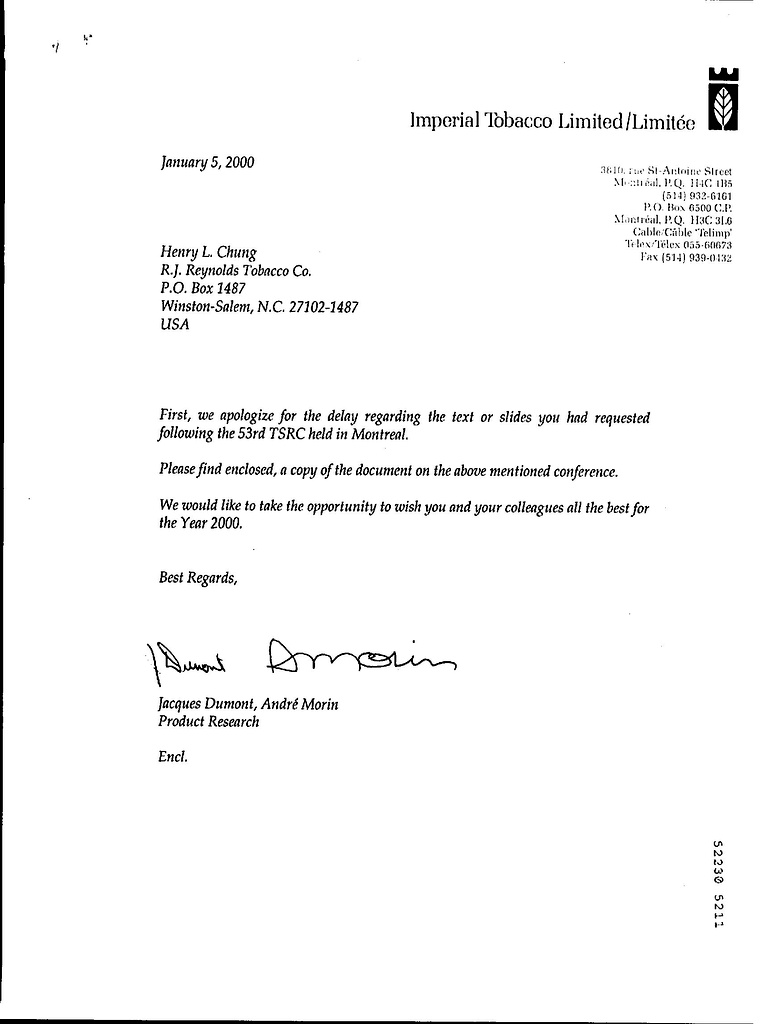 Imperial Tobacco Limited/Limitée
January 5, 2000
3810, rue St-Antoine Street
Montréal, P.Q. H4C 1B5
(514) 932-6161
P.O. Box 6500 C.P.
Montréal, P.Q. H3C 3L6
Cable/Câble 'Telimp'
Telex/Télex 055-60673
Fax (514) 939-0432
Henry L. Chung
R.J. Reynolds Tobacco Co.
P.O. Box 1487
Winston-Salem, N.C. 27102-1487
USA
First, we apologize for the delay regarding the text or slides you had requested
following the 53rd TSRC held in Montreal.
Please find enclosed, a copy of the document on the above mentioned conference.
We would like to take the opportunity to wish you and your colleagues all the best for
the Year 2000.
Best Regards,
J Dumont A Morin
Jacques Dumont, André Morin
Product Research
Encl.
52230 5211